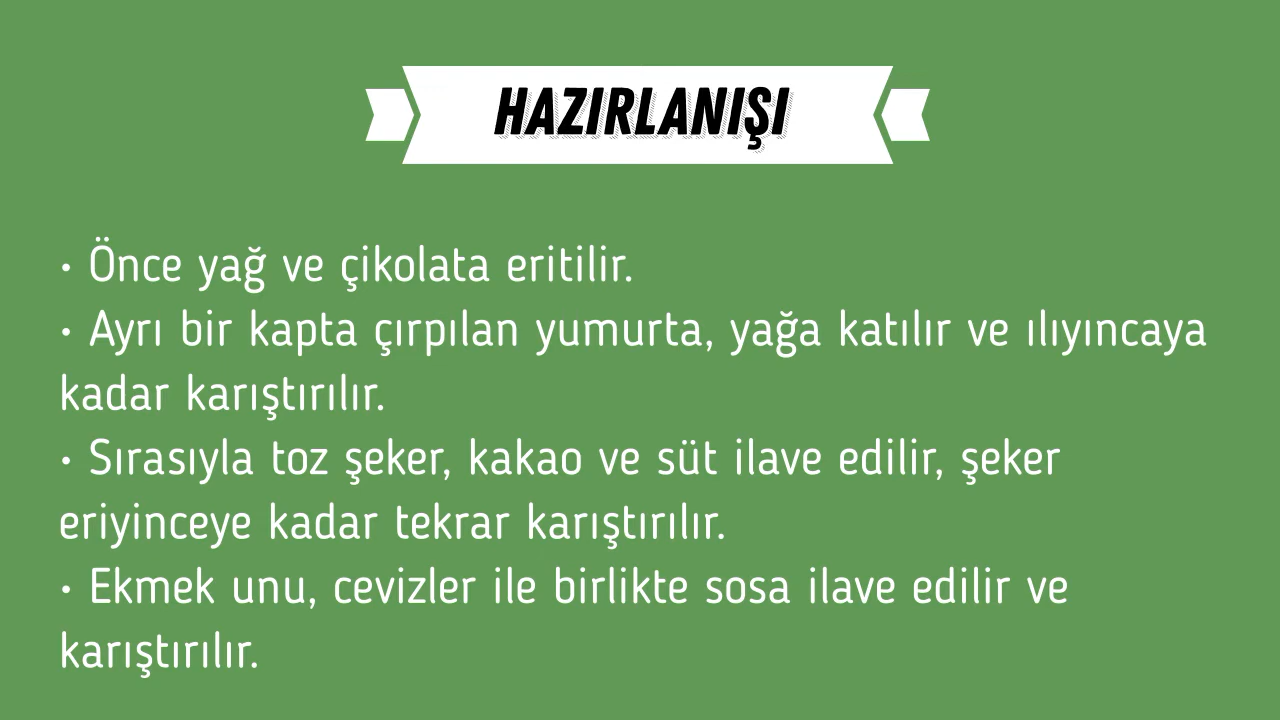 HAZIRLANIŞI
• Önce yağ ve çikolata eritilir.
• Ayrı bir kapta çırpılan yumurta, yağa katılır ve ılıyıncaya
kadar karıştırılır.
• Sırasıyla toz şeker, kakao ve süt ilave edilir, şeker
eriyinceye kadar tekrar karıştırılır.
• Ekmek unu, cevizler ile birlikte sosa ilave edilir ve
karıştırılır.